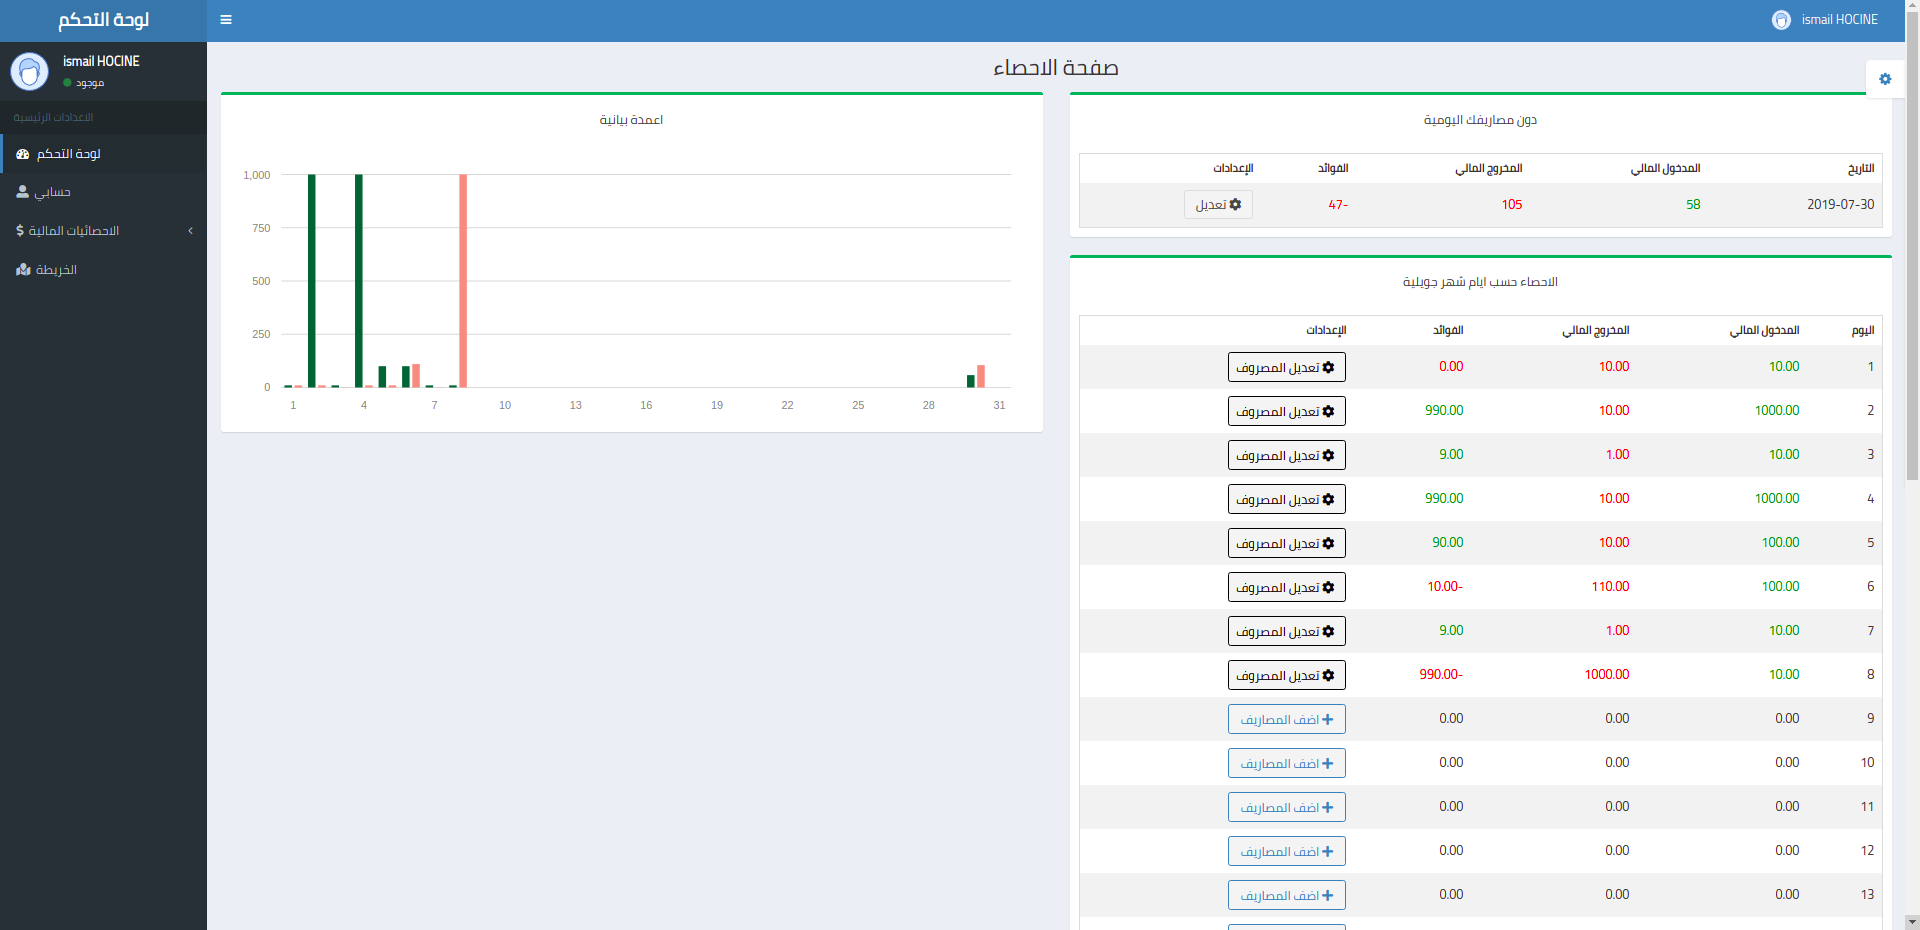 لوحة التحكم
ismail HOCINE
ismail HOCINE
موجود
الاعدادات الرئيسية
لوحة التحكم
حسابي
الاحصائيات المالية
الخريطة
صفحة الاحصاء
دون مصاريفك اليومية
التاريخ المدخول المالي المخروج المالي الفوائد الإعدادات
2019-07-30 58 105 47- تعديل
الاحصاء حسب ايام شهر جويلية
اليوم المدخول المالي المخروج المالي الفوائد الإعدادات
1 10.00 10.00 0.00 تعديل المصروف
2 1000.00 10.00 990.00 تعديل المصروف
3 10.00 1.00 9.00 تعديل المصروف
4 1000.00 10.00 990.00 تعديل المصروف
5 100.00 10.00 90.00 تعديل المصروف
6 100.00 110.00 10.00- تعديل المصروف
7 10.00 1.00 9.00 تعديل المصروف
8 10.00 1000.00 990.00- تعديل المصروف
9 0.00 0.00 0.00 اضف المصاريف
10 0.00 0.00 0.00 اضف المصاريف
11 0.00 0.00 0.00 اضف المصاريف
12 0.00 0.00 0.00 اضف المصاريف
13 0.00 0.00 0.00 اضف المصاريف
اعمدة بيانية
1,000
750
500
250
0
1 4 7 10 13 16 19 22 25 28 31